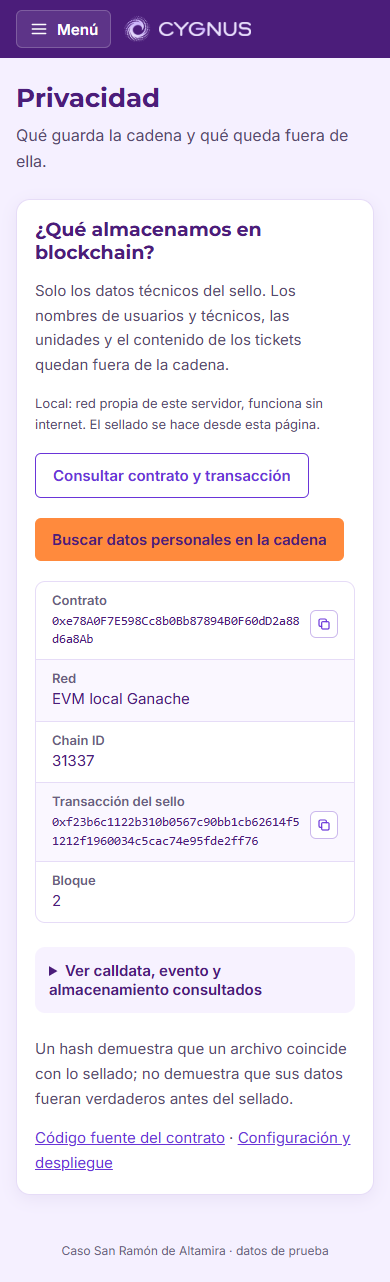 Menú
CYGNUS
Privacidad
Qué guarda la cadena y qué queda fuera de
ella.
¿Qué almacenamos en
blockchain?
Solo los datos técnicos del sello. Los
nombres de usuarios y técnicos, las
unidades y el contenido de los tickets
quedan fuera de la cadena.
Local: red propia de este servidor, funciona sin
internet. El sellado se hace desde esta página.
Consultar contrato y transacción
Buscar datos personales en la cadena
Contrato
0xe78A0F7E598Cc8b0Bb87894B0F60dD2a88
d6a8Ab
Red
EVM local Ganache
Chain ID
31337
Transacción del sello
0xf23b6c1122b310b0567c90bb1cb62614f5
1212f1960034c5cac74e95fde2ff76
Bloque
2
Ver calldata, evento y
almacenamiento consultados
Un hash demuestra que un archivo coincide
con lo sellado; no demuestra que sus datos
fueran verdaderos antes del sellado.
Código fuente del contrato · Configuración y
despliegue
Caso San Ramón de Altamira · datos de prueba